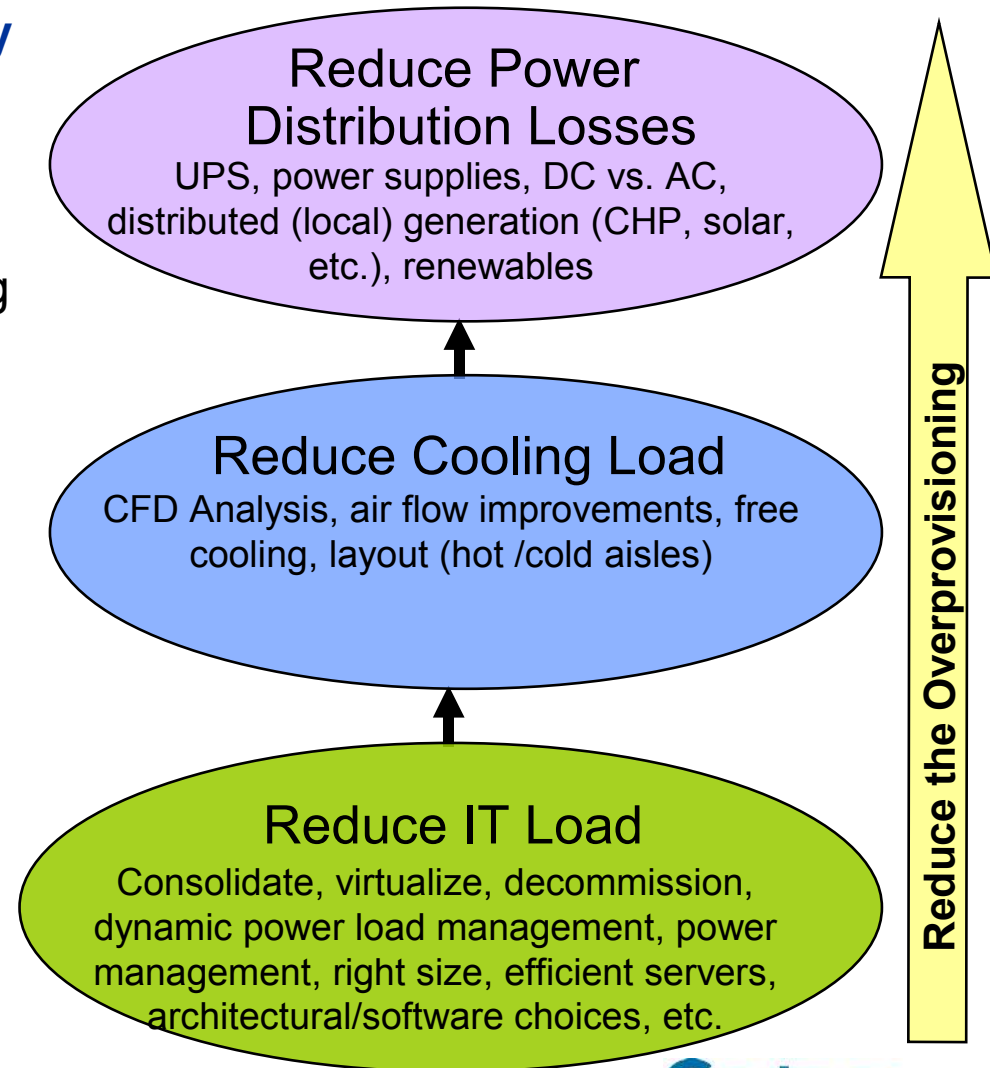 y
Reduce Power
Distribution Losses
UPS, power supplies, DC vs. AC,
distributed (local) generation (CHP, solar,
etc.), renewables
g
Reduce Cooling Load
CFD Analysis, air flow improvements, free
cooling, layout (hot /cold aisles)
Reduce IT Load
Consolidate, virtualize, decommission,
dynamic power load management, power
management, right size, efficient servers,
architectural/software choices, etc.
Reduce the Overprovisioning